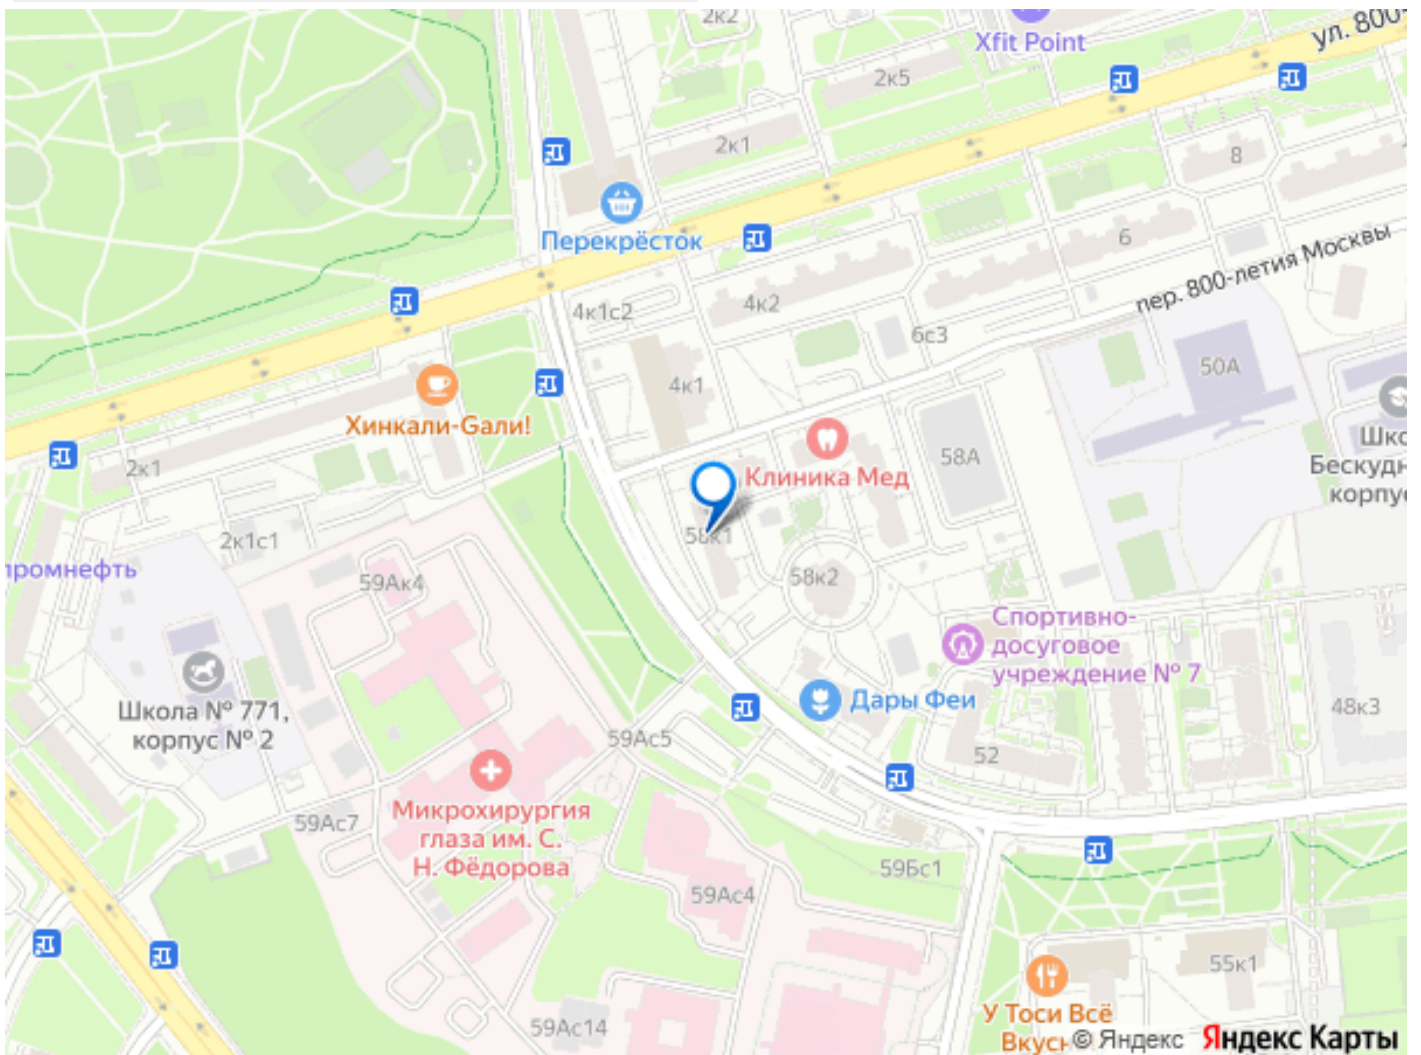 2к2
Xfit Point
ул. 800-
2к5
2к1
8
Перекрёсток
6
пер. 800-летия Москвы
4к2
4к1с2
6с3
50А
4к1
Хинкали-Gали!
Клиника Мед
58А
Шко
Бескудн
корпус
2к1
58к1
2к1с1
промнефть
59Ак4
58к2
Спортивно-
досуговое
учреждение № 7
Школа № 771,
корпус № 2
Дары Феи
48к3
59Ас5
52
Микрохирургия
глаза им. С.
Н. Фёдорова
59Ас7
59Бс1
59Ас4
55к1
У Тоси Всё
Вкусн
59Ас14
© Яндекс Яндекс Карты